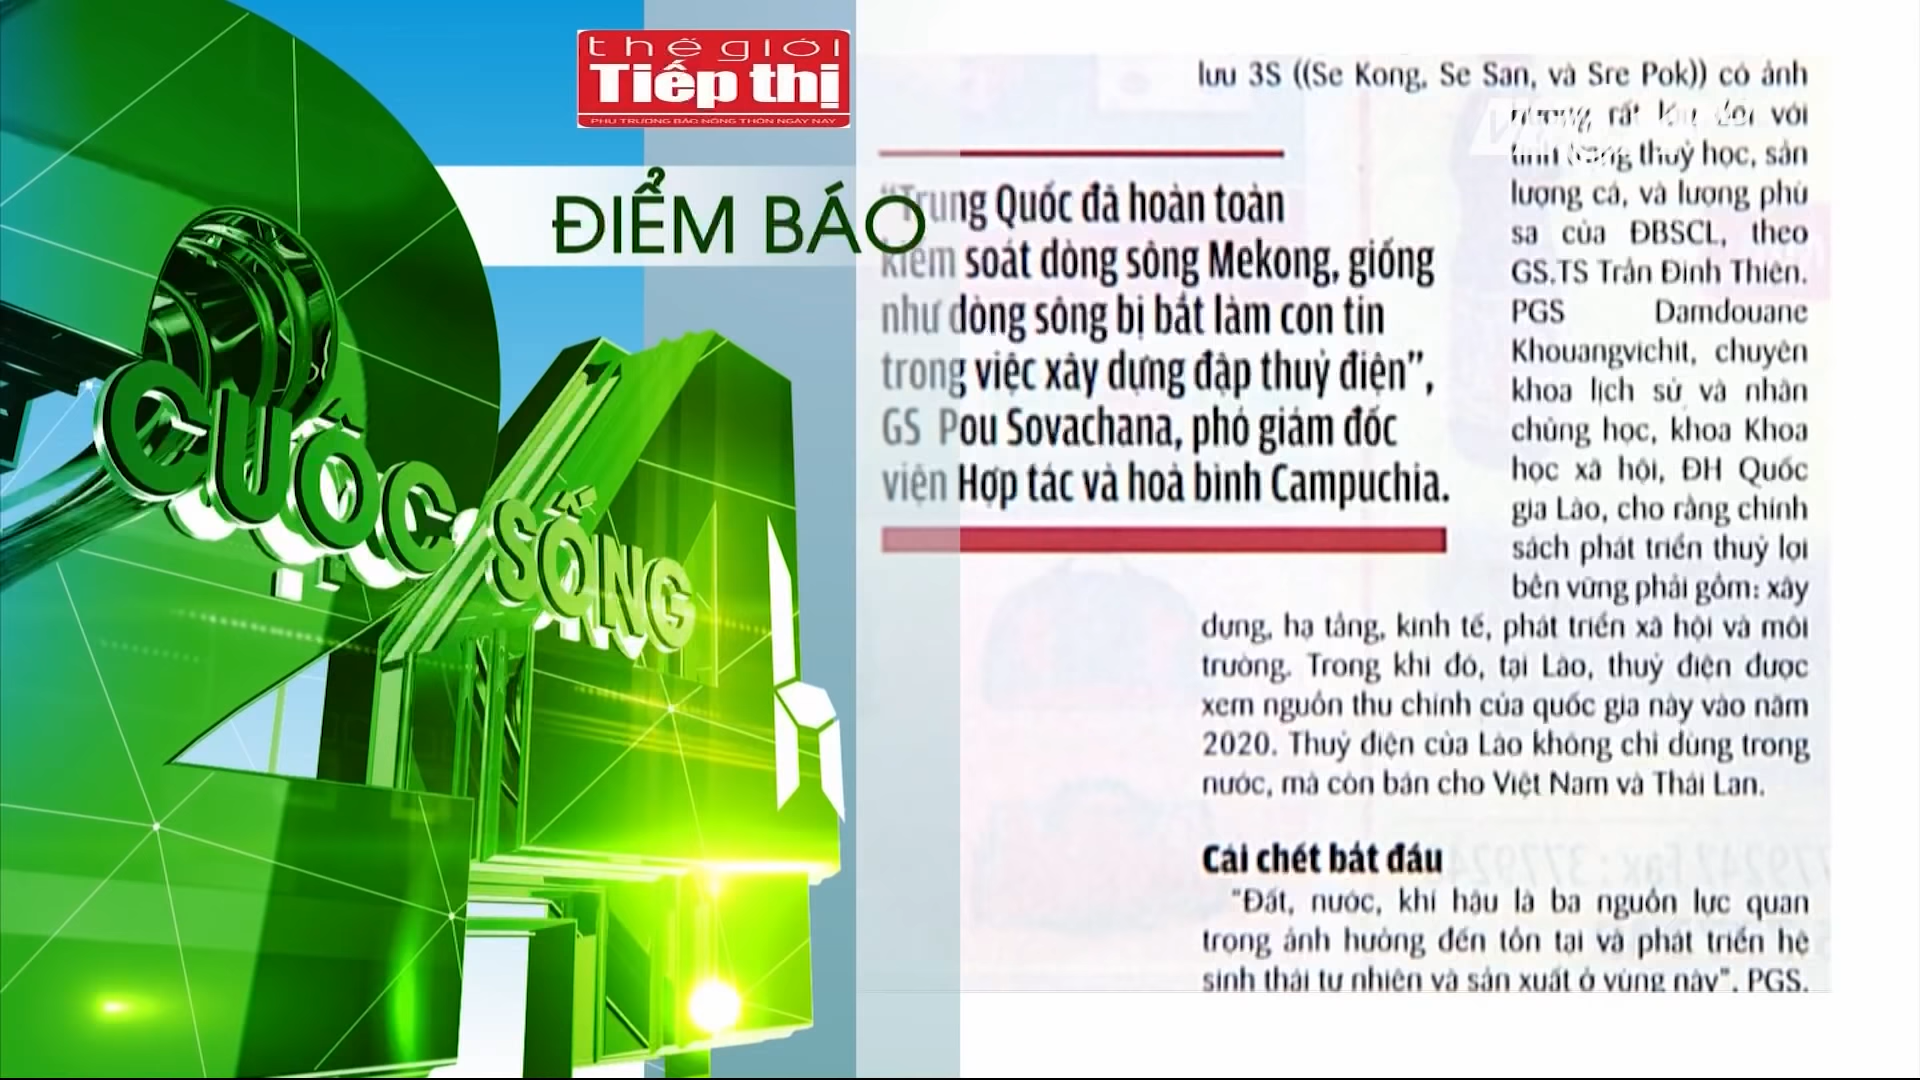 thế giới
Tiếp thị
PHỤ TRƯƠNG BÁO NÔNG THÔN NGÀY NAY
ĐIỂM BÁO
CUỘC SỐNG
24h
"Trung Quốc đã hoàn toàn
kiểm soát dòng sông Mekong, giống
như dòng sông bị bắt làm con tin
trong việc xây dựng đập thuỷ điện",
GS Pou Sovachana, phó giám đốc
viện Hợp tác và hoà bình Campuchia.
lưu 3S ((Se Kong, Se San, và Sre Pok)) có ảnh
rất với
thuỷ học, sản
lượng cá, và lượng phù
sa của ĐBSCL, theo
GS.TS Trần Đình Thiên.
PGS Damdouane
Khouangvichit, chuyên
khoa lịch sử và nhân
chủng học, khoa Khoa
học xã hội, ĐH Quốc
gia Lào, cho rằng chính
sách phát triển thuỷ lợi
bền vững phải gồm: xây
dựng, hạ tầng, kinh tế, phát triển xã hội và môi
trường. Trong khi đó, tại Lào, thuỷ điện được
xem nguồn thu chính của quốc gia này vào năm
2020. Thuỷ điện của Lào không chỉ dùng trong
nước, mà còn bán cho Việt Nam và Thái Lan.
Cái chết bắt đầu
"Đất, nước, khí hậu là ba nguồn lực quan
trọng ảnh hưởng đến tồn tại và phát triển hệ
sinh thái tự nhiên và sản xuất ở vùng này", PGS.